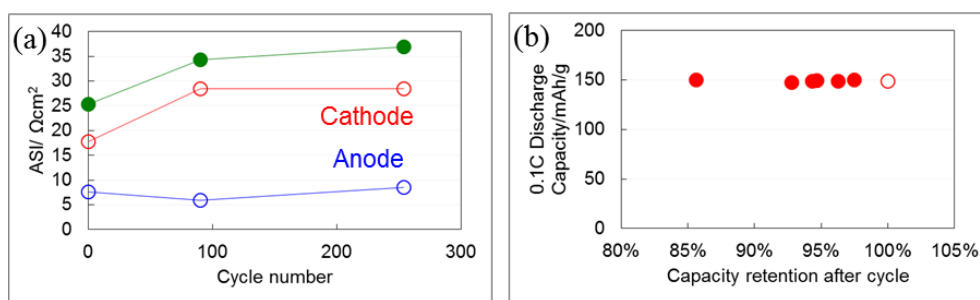 (a)
40
35
30
25
20
15
10
5
0
ASI/ Ωcm²
Cathode
Anode
0 100 200 300
Cycle number
(b)
200
150
100
50
0
0.1C Discharge
Capacity/mAh/g
80% 85% 90% 95% 100% 105%
Capacity retention after cycle